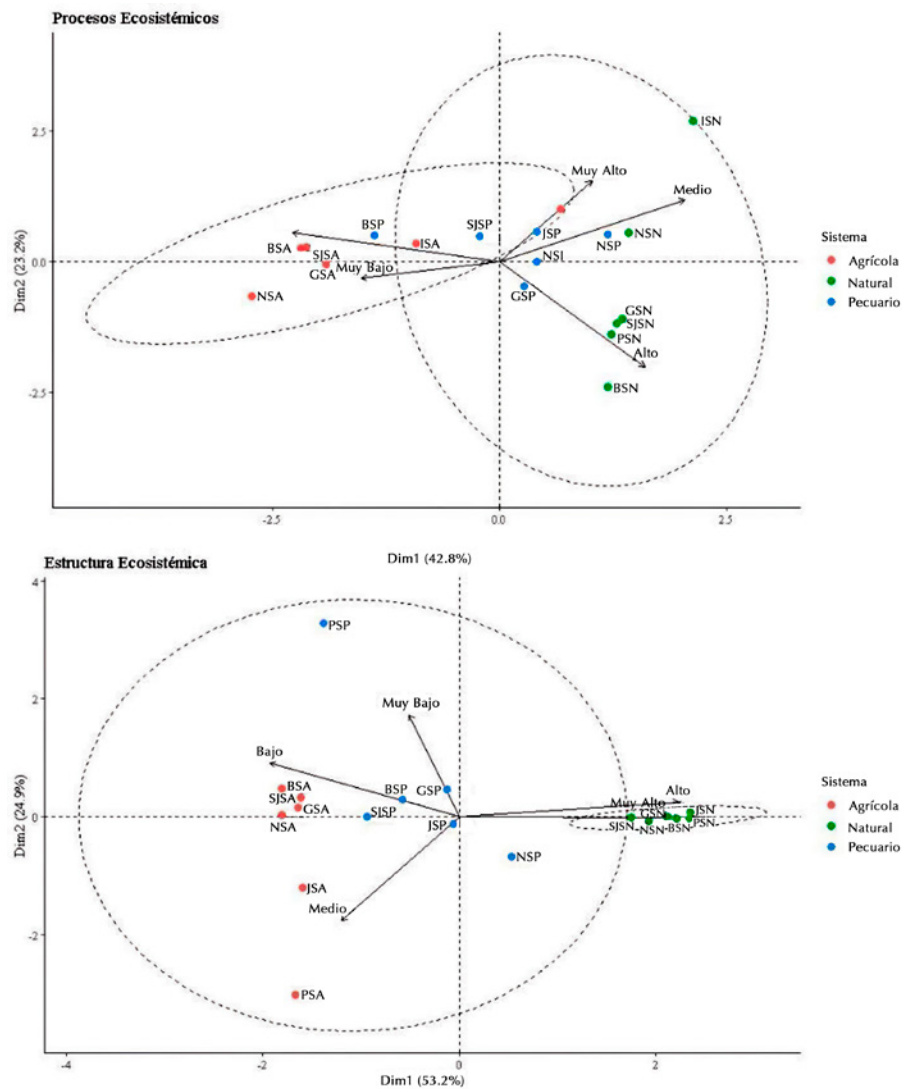 Procesos Ecosistémicos
2.5
0.0
-2.5
Dim2 (23.2%)
-2.5
0.0
2.5
Dim1 (42.8%)
ISN
Muy Alto
Medio
BSP
SJSP
JSP
NSP
NSN
BSA
SJSA
ISA
NSI
GSA
Muy Bajo
NSA
GSP
GSN
SJSN
PSN
Alto
BSN
Sistema
Agrícola
Natural
Pecuario
Estructura Ecosistémica
4
2
0
-2
Dim2 (24.9%)
-4
-2
0
2
Dim1 (53.2%)
PSP
Muy Bajo
Bajo
BSA
SJSA
GSA
NSA
BSP
GSP
SJSP
JSP
NSP
Alto
Muy Alto
GSN
JSN
SJSN
NSN
BSN
PSN
JSA
Medio
PSA
Sistema
Agrícola
Natural
Pecuario